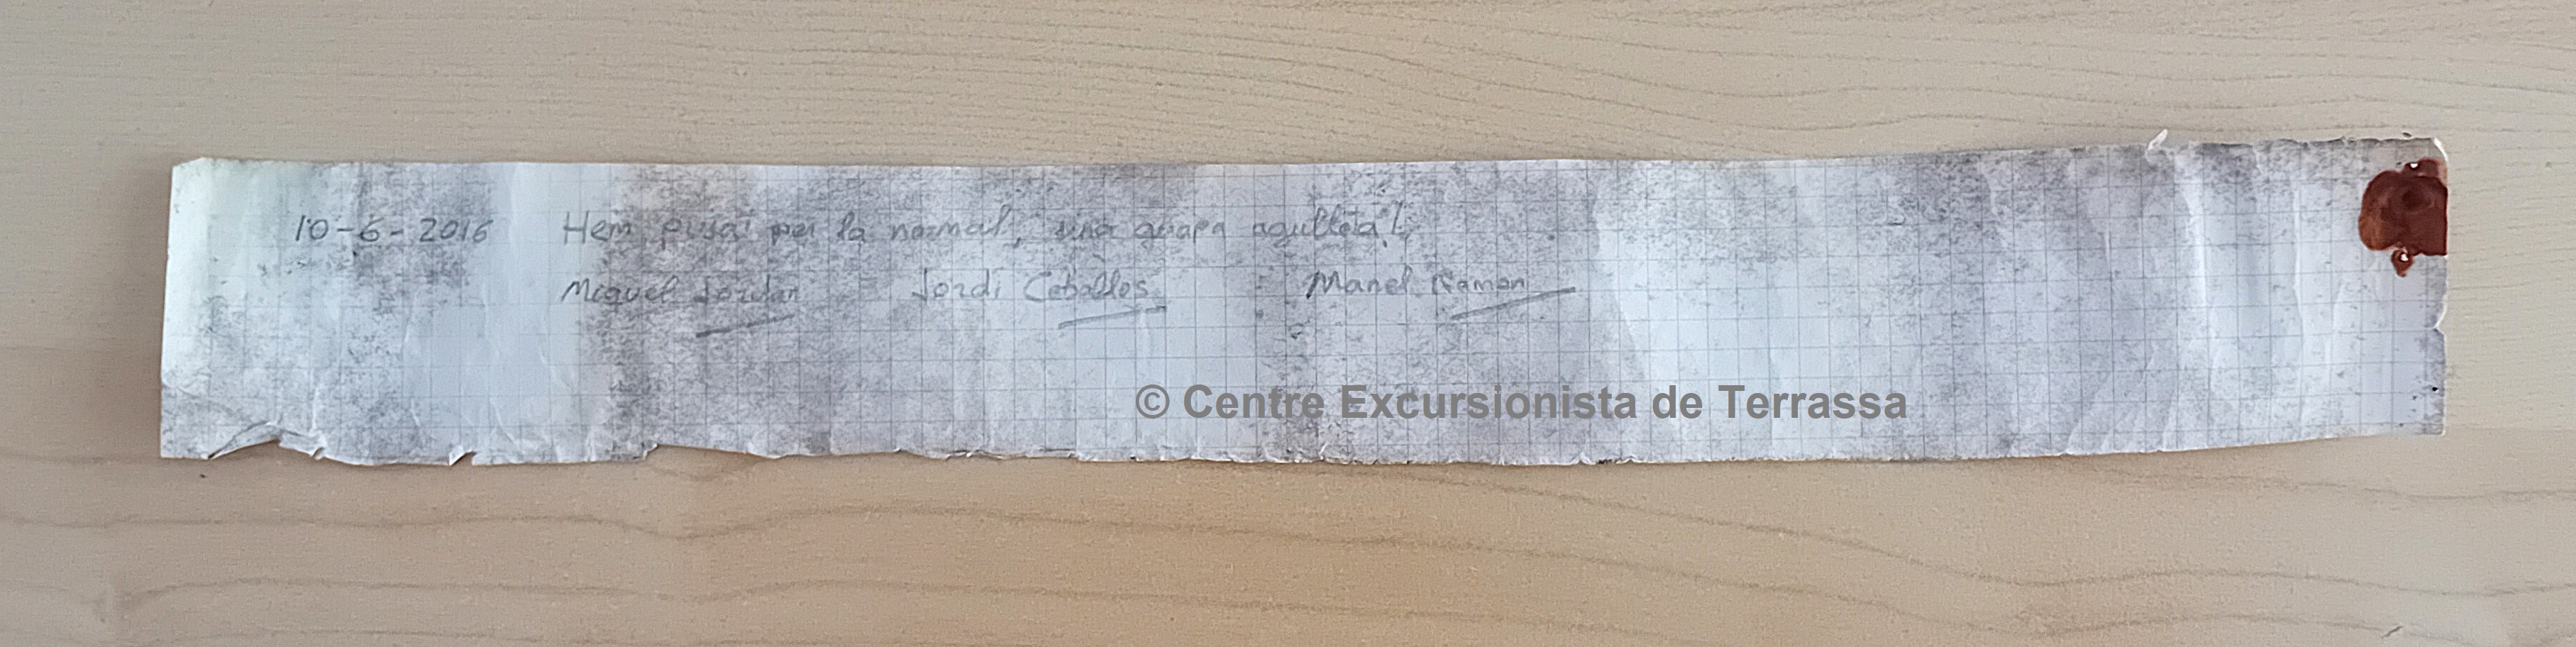 10-6-2016 Hem pujat per la normal, una guapa agulleta!,
Miquel Jordan Jordi Ceballos Manel Ramon
© Centre Excursionista de Terrassa